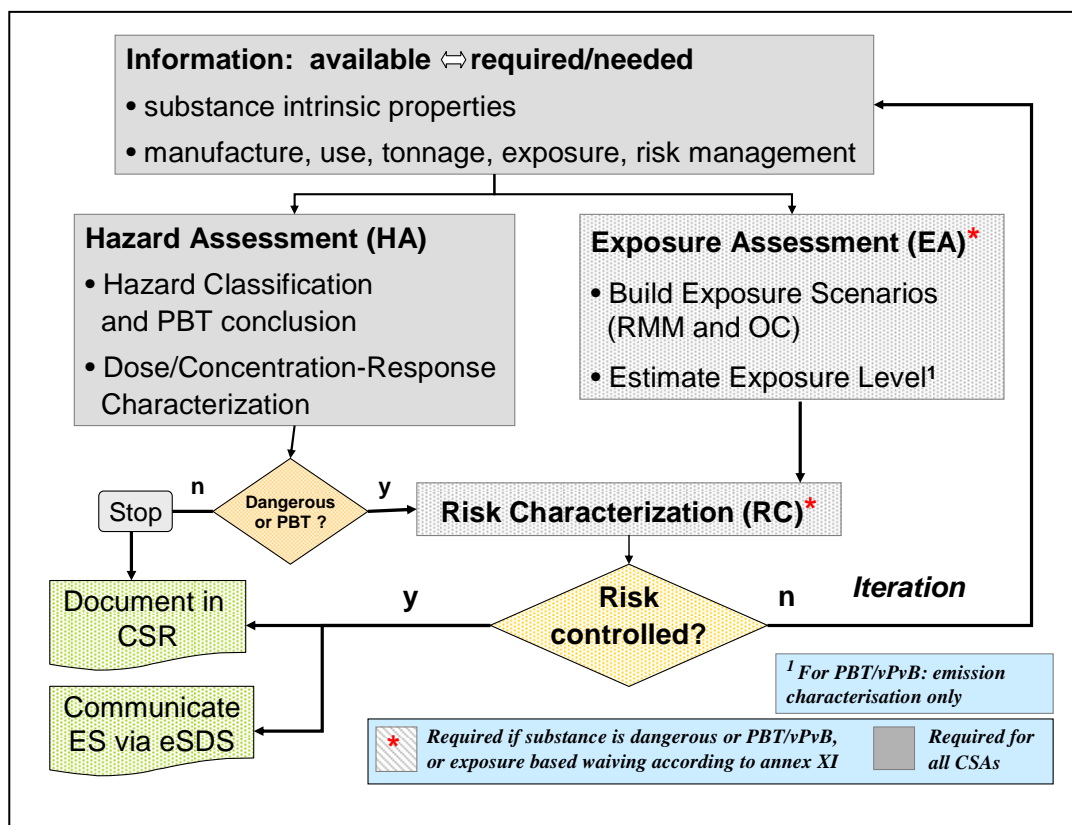 Information: available ⇔ required/needed
• substance intrinsic properties
• manufacture, use, tonnage, exposure, risk management
Hazard Assessment (HA)
• Hazard Classification
and PBT conclusion
• Dose/Concentration-Response
Characterization
Exposure Assessment (EA)*
• Build Exposure Scenarios
(RMM and OC)
• Estimate Exposure Level¹
n
Dangerous
or PBT ?
y
Stop
Risk Characterization (RC)*
Document in
CSR
y
Risk
controlled?
n
Iteration
Communicate
ES via eSDS
¹ For PBT/vPvB: emission
characterisation only
* Required if substance is dangerous or PBT/vPvB,
or exposure based waiving according to annex XI
Required for
all CSAs